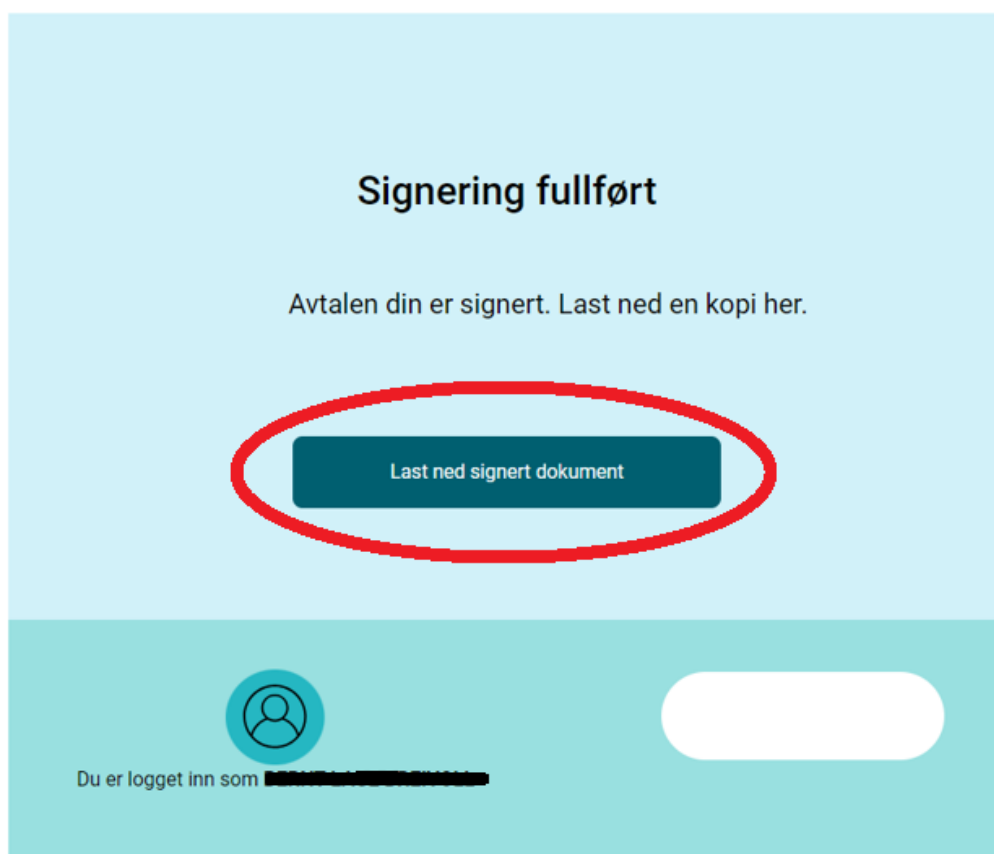 Signering fullført
Avtalen din er signert. Last ned en kopi her.
Last ned signert dokument
Du er logget inn som